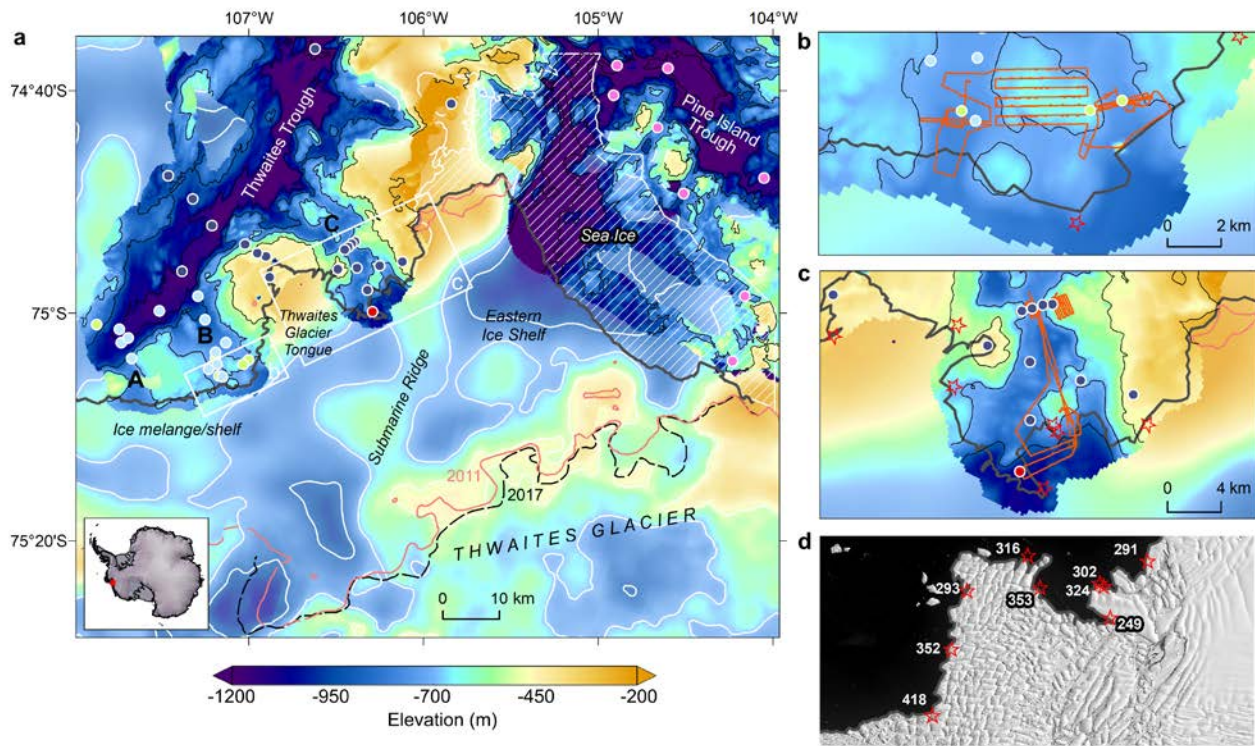 107°W
106°W
105°W
104°W
a
74°40'S
75°S
75°20'S
Thwaites Trough
Pine Island
Trough
C
Sea Ice
C
B
A
Thwaites
Glacier
Tongue
Eastern
Ice Shelf
Submarine Ridge
Ice melange/shelf
2011
2017
THWAITES GLACIER
0 10 km
-1200 -950 -700 -450 -200
Elevation (m)
b
0 2 km
c
0 4 km
d
316
291
302
324
293
353
249
352
418